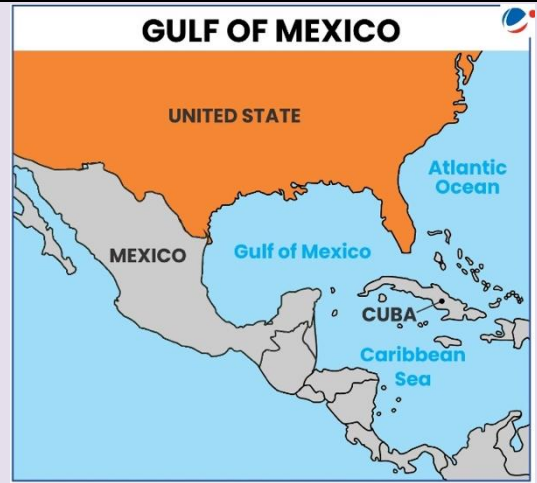 GULF OF MEXICO
UNITED STATE
Atlantic
Ocean
MEXICO
Gulf of Mexico
CUBA
Caribbean
Sea